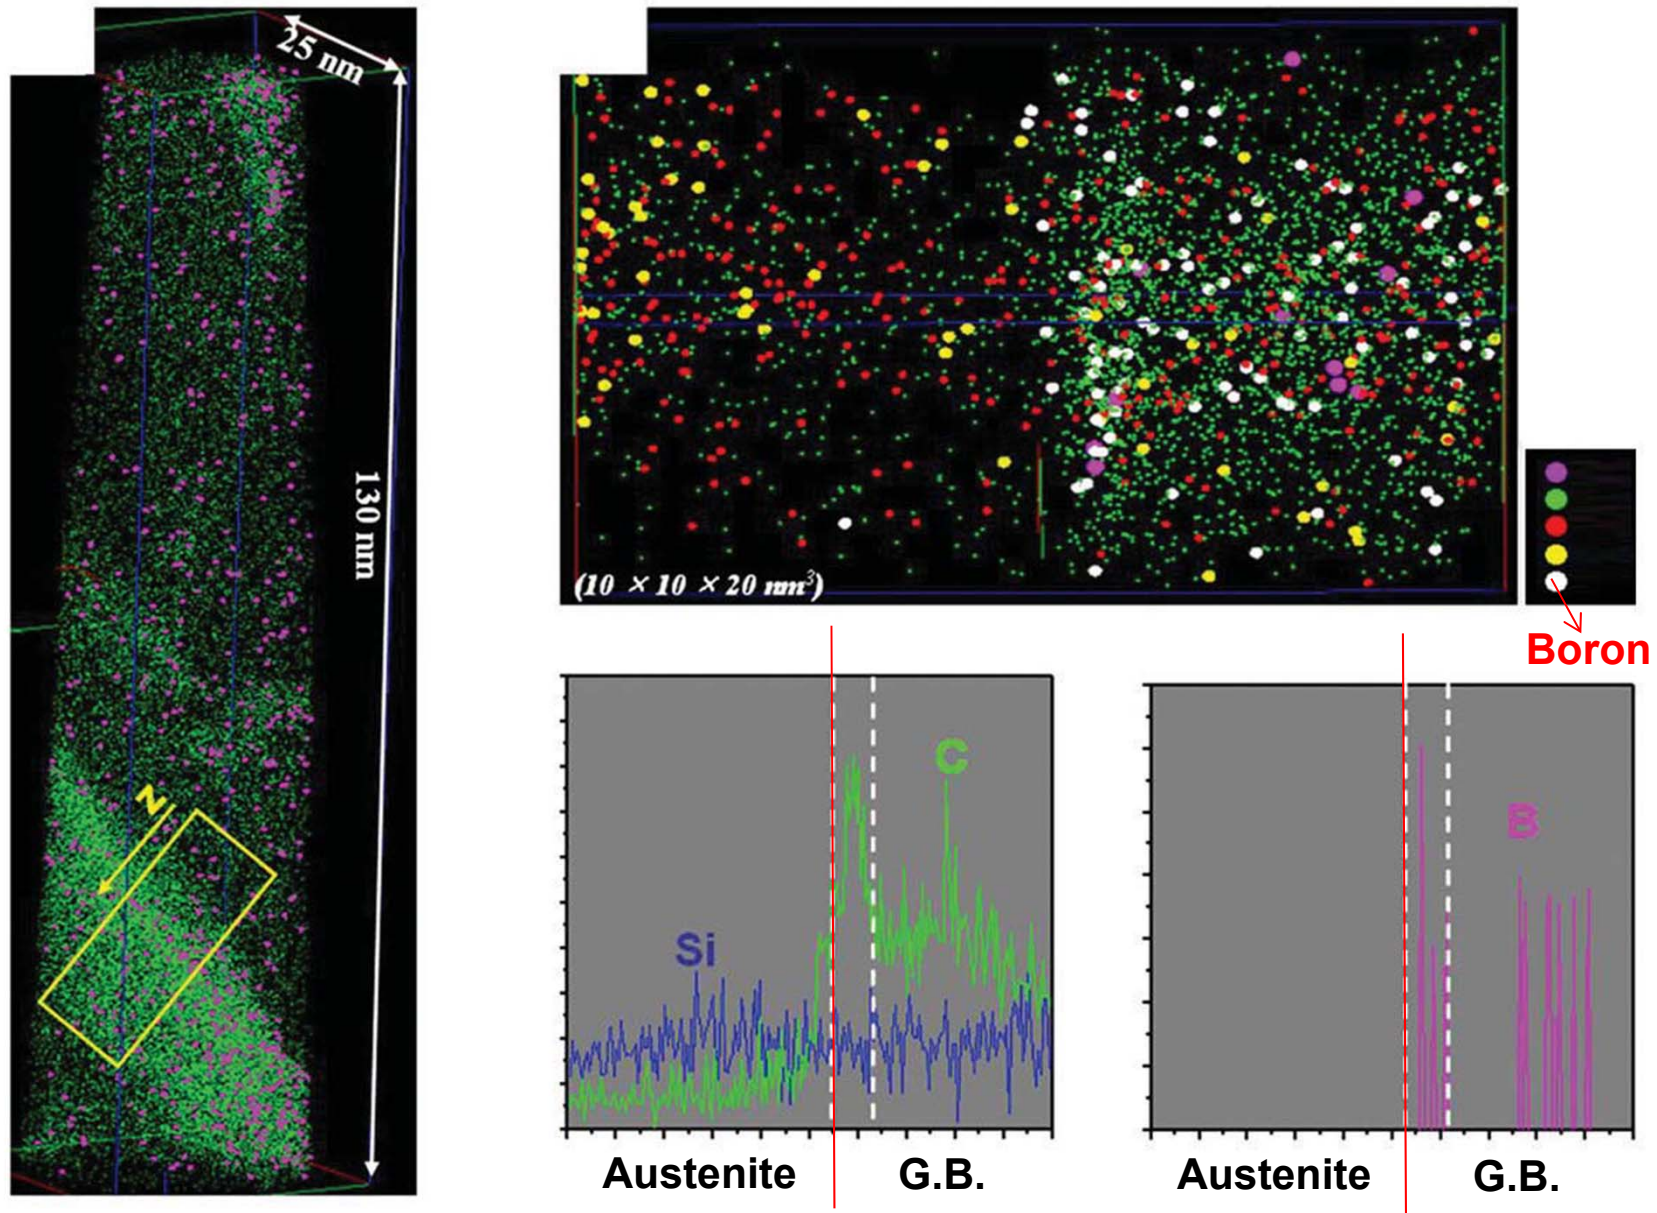 25 nm
130 nm
N
(10 × 10 × 20 nm³)
Boron
Si
C
B
Austenite
G.B.
Austenite
G.B.